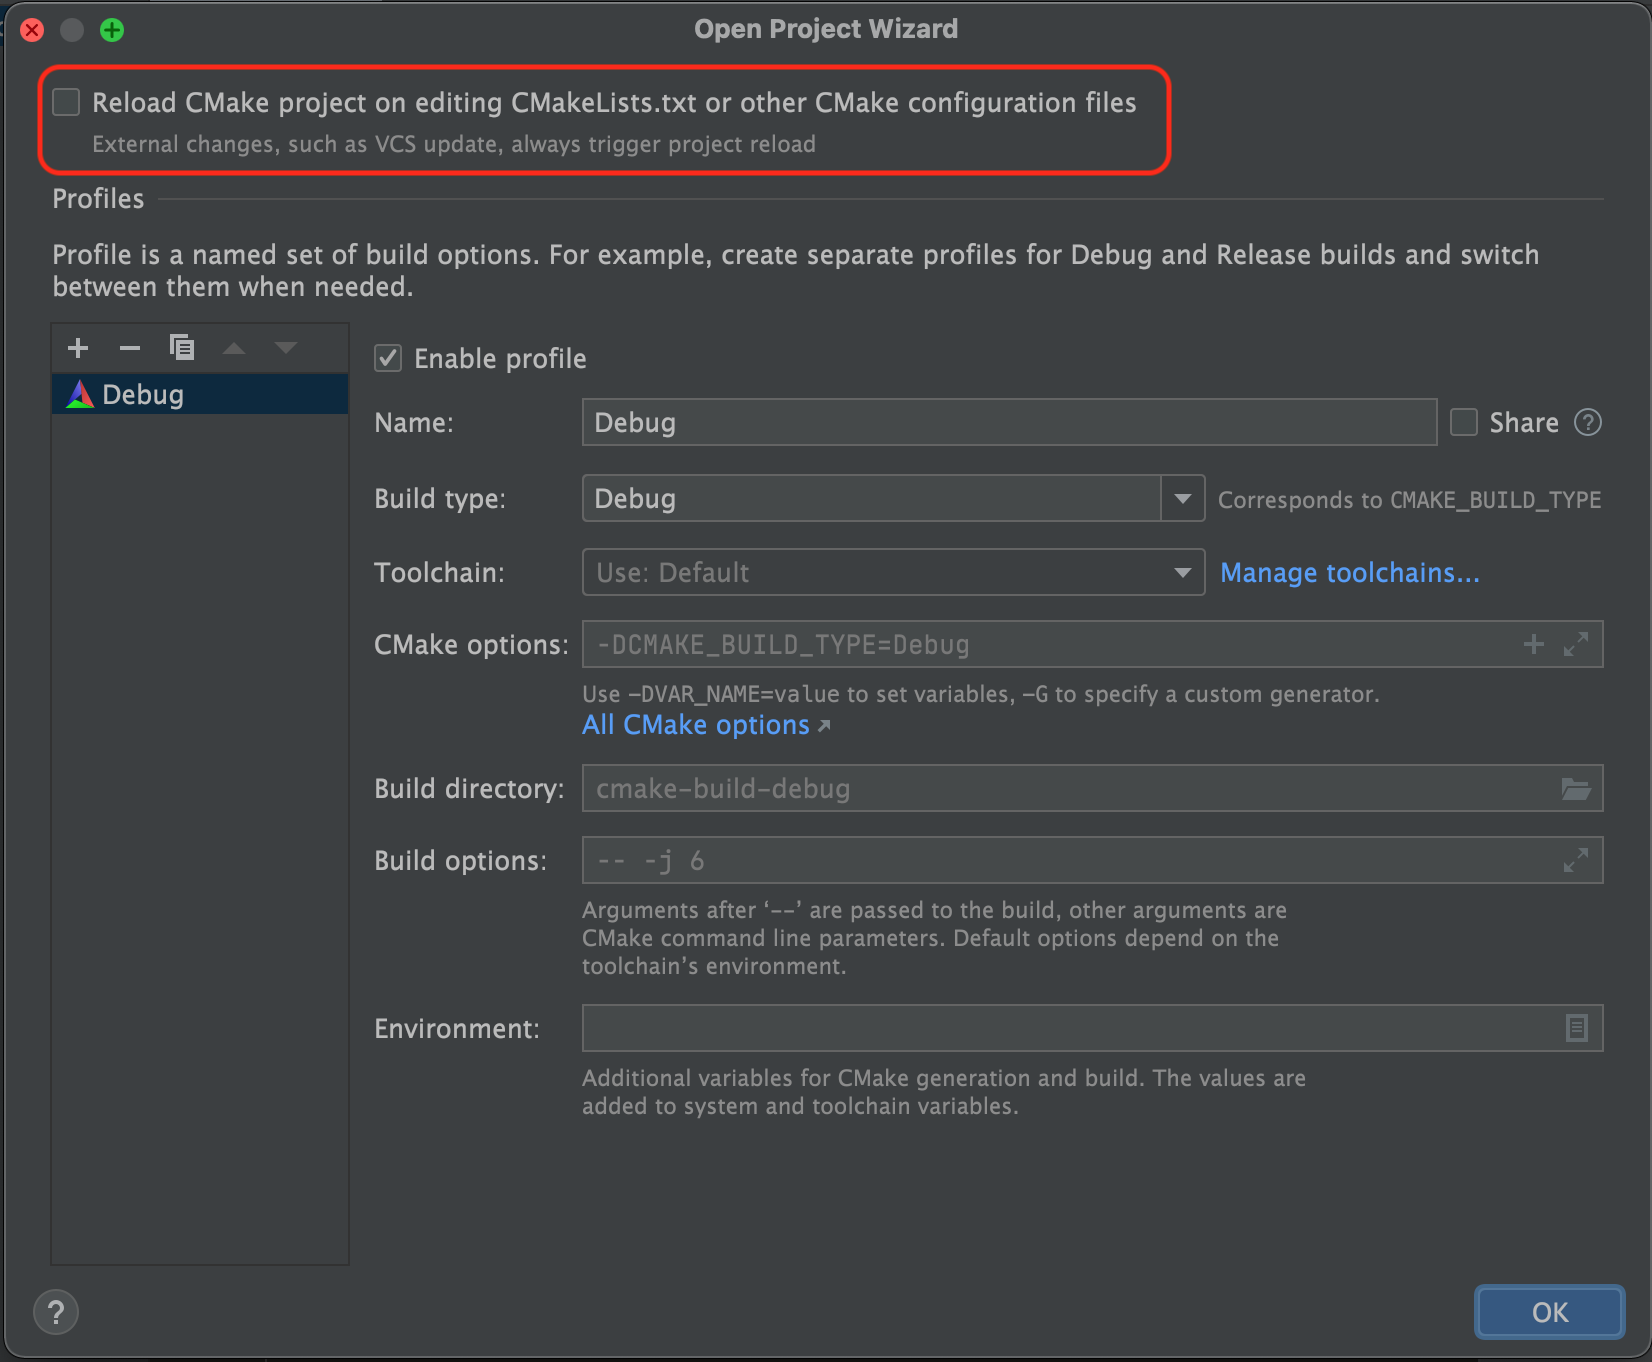 Open Project Wizard
Reload CMake project on editing CMakeLists.txt or other CMake configuration files
External changes, such as VCS update, always trigger project reload
Profiles
Profile is a named set of build options. For example, create separate profiles for Debug and Release builds and switch
between them when needed.
Debug
Enable profile
Name: Debug Share ?
Build type: Debug Corresponds to CMAKE_BUILD_TYPE
Toolchain: Use: Default Manage toolchains...
CMake options: -DCMAKE_BUILD_TYPE=Debug
Use –DVAR_NAME=value to set variables, –G to specify a custom generator.
All CMake options ↗
Build directory: cmake-build-debug
Build options: -- -j 6
Arguments after ‘--’ are passed to the build, other arguments are
CMake command line parameters. Default options depend on the
toolchain’s environment.
Environment:
Additional variables for CMake generation and build. The values are
added to system and toolchain variables.
? OK